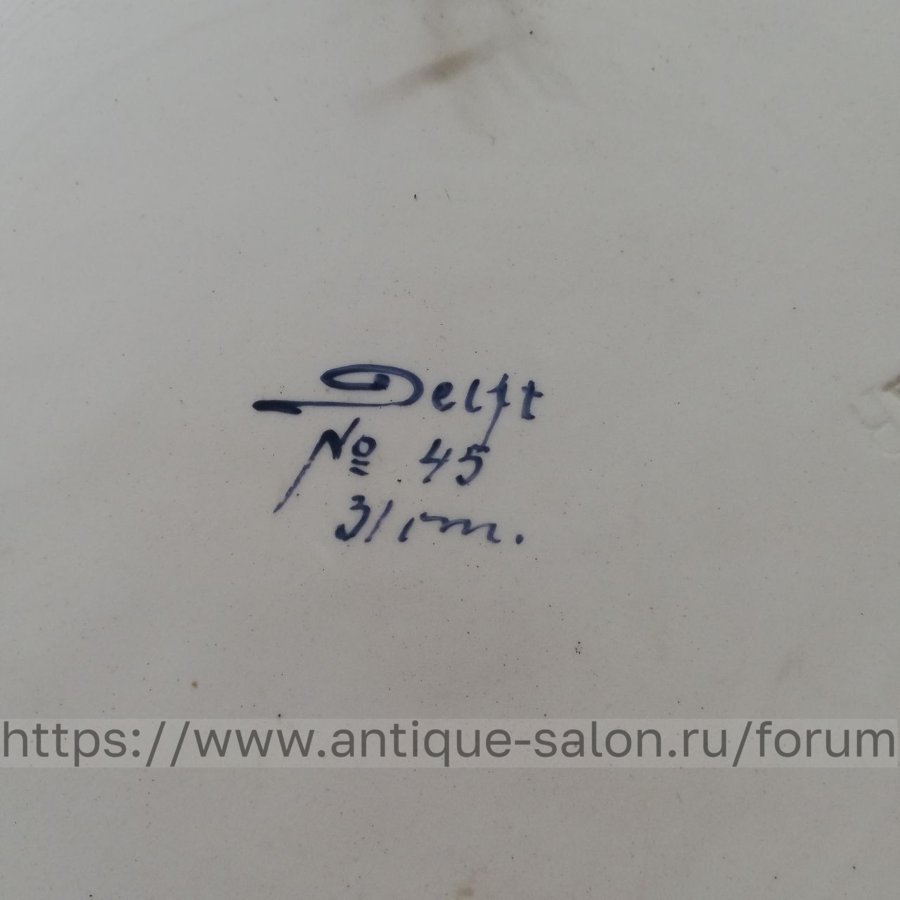 Delft
№ 45
31 cm.
https://www.antique-salon.ru/forum